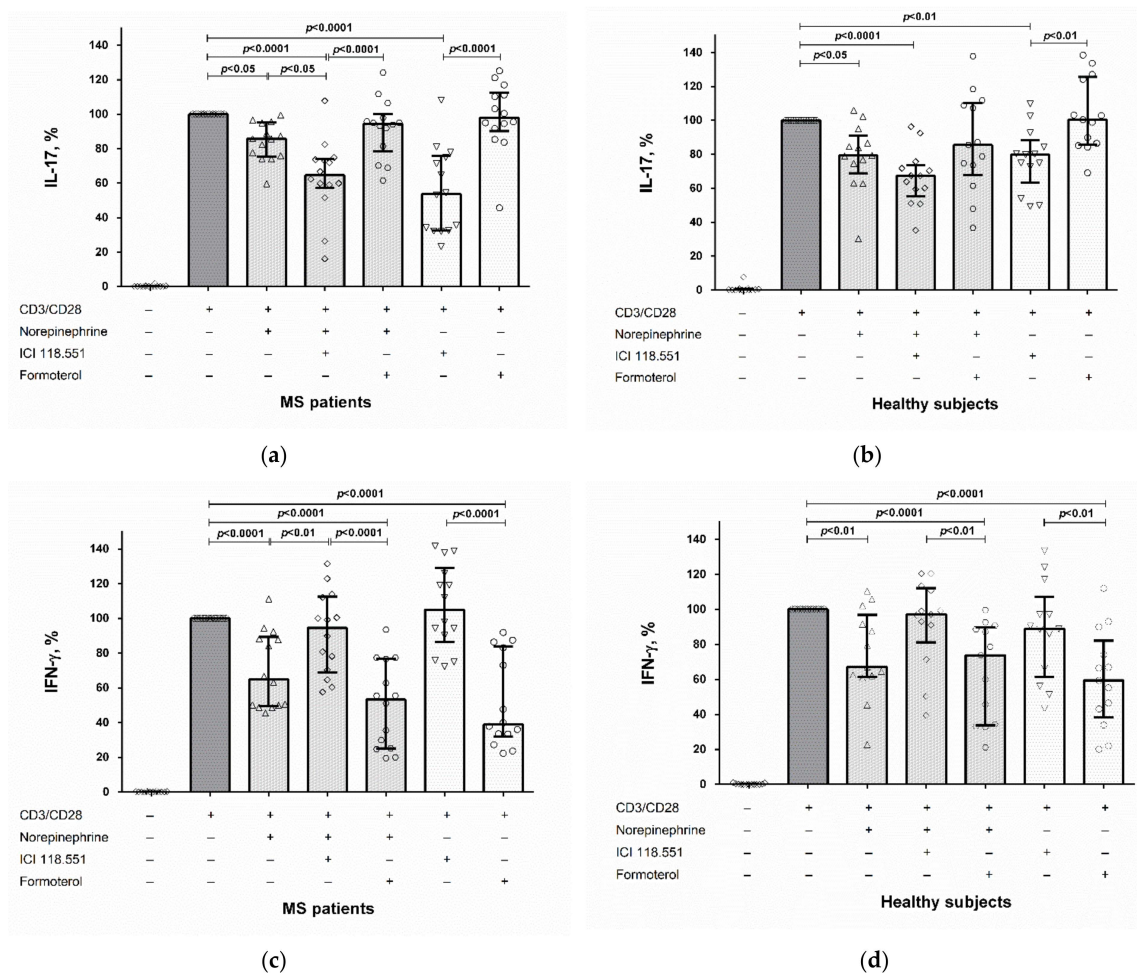 p<0.0001
p<0.0001 p<0.0001 p<0.0001
p<0.05 p<0.05
140
120
100
80
60
40
20
0
IL-17, %
CD3/CD28 – + + + + + +
Norepinephrine – – + + + – –
ICI 118.551 – – – + – + –
Formoterol – – – – + – +
MS patients
(a)
p<0.01
p<0.0001 p<0.01
p<0.05
140
120
100
80
60
40
20
0
IL-17, %
CD3/CD28 – + + + + + +
Norepinephrine – – + + + – –
ICI 118.551 – – – + – + –
Formoterol – – – – + – +
Healthy subjects
(b)
p<0.0001
p<0.0001 p<0.0001
p<0.0001 p<0.01 p<0.0001
140
120
100
80
60
40
20
0
IFN-γ, %
CD3/CD28 – + + + + + +
Norepinephrine – – + + + – –
ICI 118.551 – – – + – + –
Formoterol – – – – + – +
MS patients
(c)
p<0.0001
p<0.0001 p<0.01
p<0.01 p<0.01
140
120
100
80
60
40
20
0
IFN-γ, %
CD3/CD28 – + + + + + +
Norepinephrine – – + + + – –
ICI 118.551 – – – + – + –
Formoterol – – – – + – +
Healthy subjects
(d)